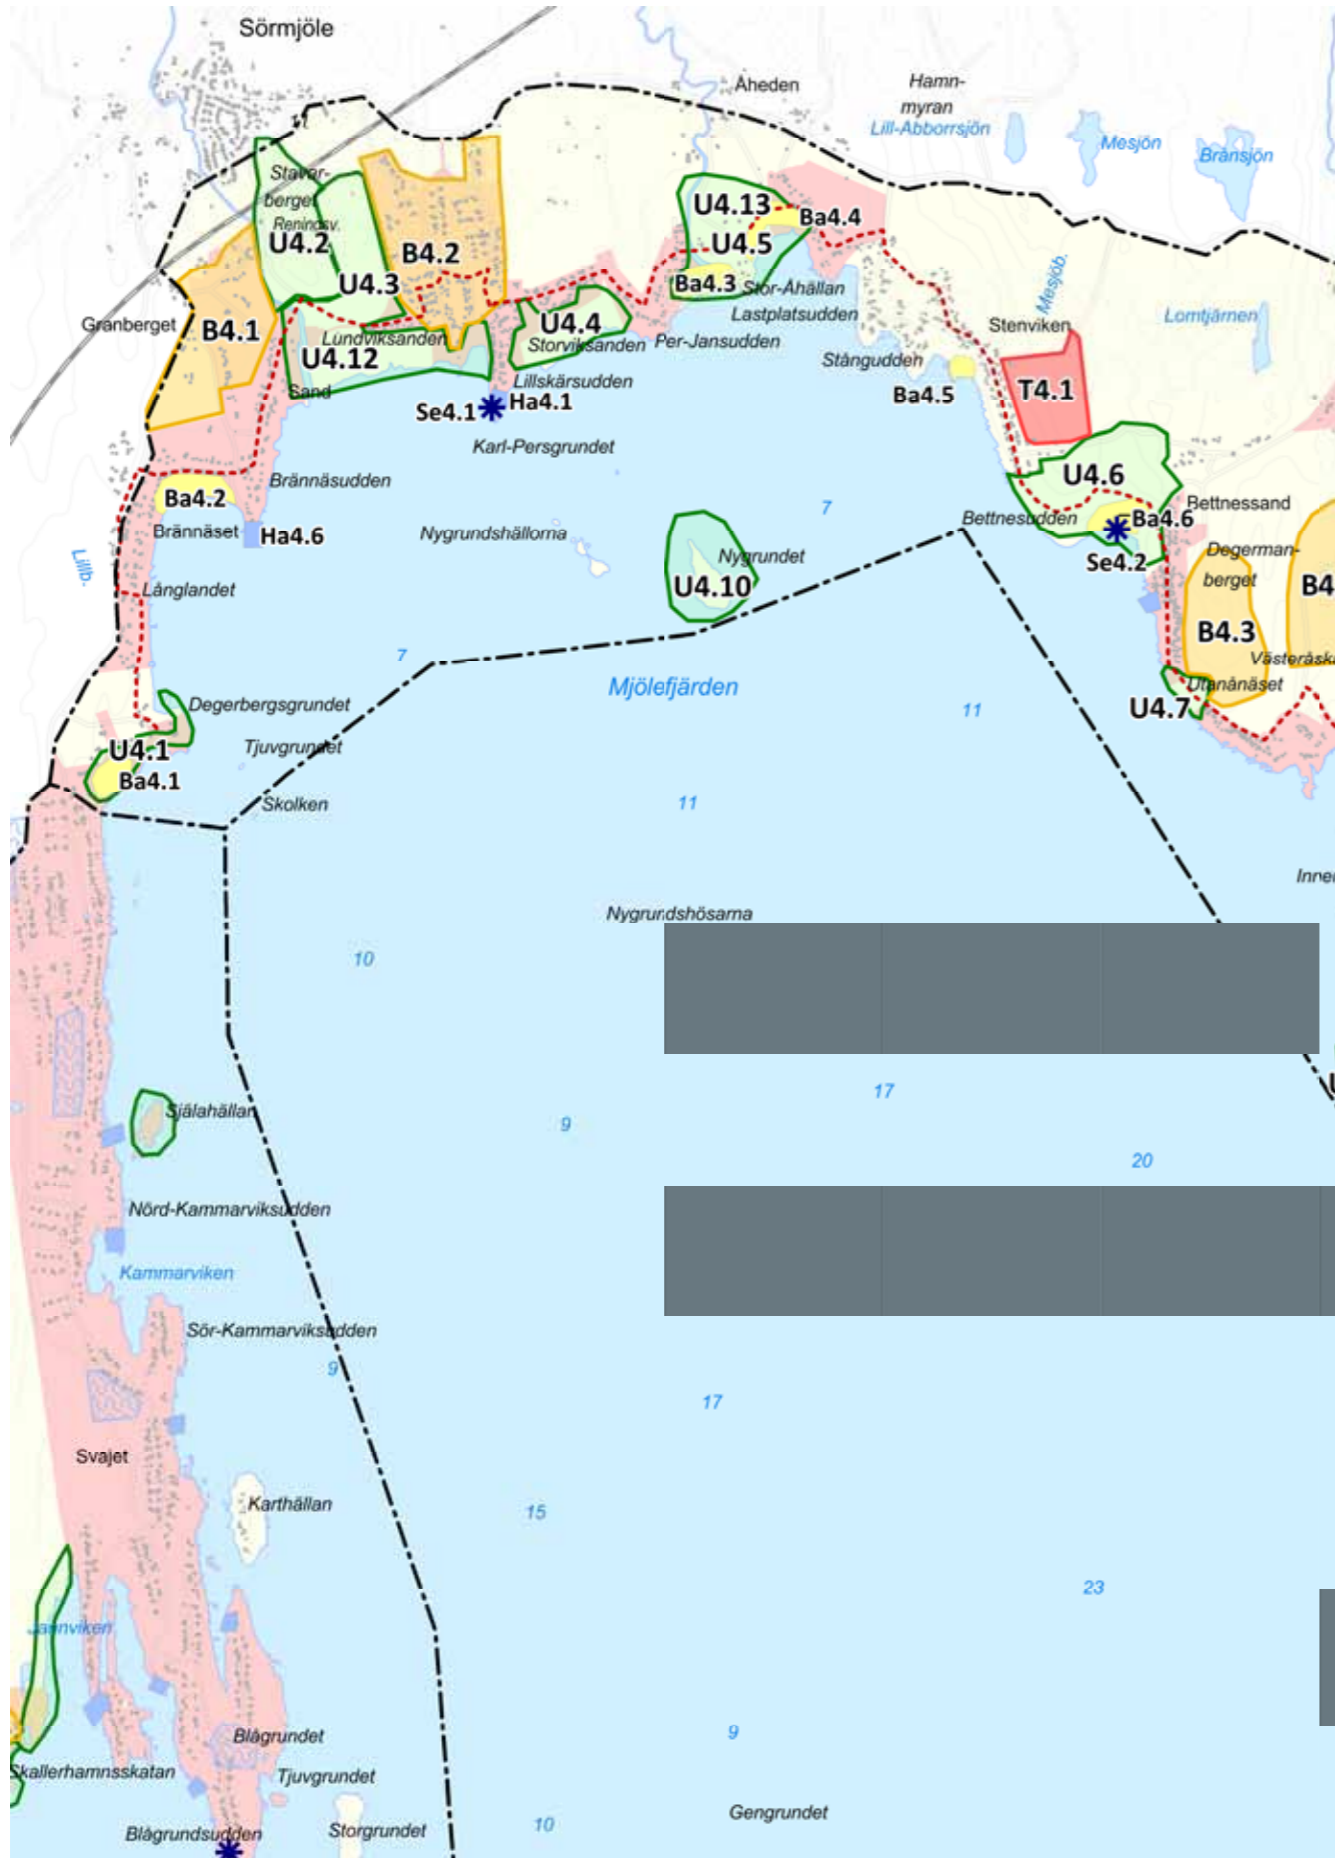 Sörmjöle
Åheden
Hamn-
myran
Lill-Abborrsjön
Mesjön
Brånsjön
Stavar-
berget
Reningsv.
U4.2
U4.13
Ba4.4
U4.5
B4.2
U4.3
Ba4.3
Stor-Åhällan
Mesjöb.
Granberget
B4.1
Lastplatsudden
Stenviken
Lomtjärnen
U4.4
Lundviksanden
Storviksanden
Per-Jansudden
U4.12
Stångudden
Sand
Lillskärsudden
Ba4.5
T4.1
Se4.1
Ha4.1
Karl-Persgrundet
Brännäsudden
U4.6
Ba4.2
Bettnessand
7
Brännäset
Ha4.6
Nygrundshällorna
Bettnesudden
Ba4.6
Lillb.
Nygrundet
Se4.2
Degerman-
berget
Långlandet
U4.10
B4
B4.3
7
Västeråsk
Mjölefjärden
Utanånäset
Degerbergsgrundet
11
U4.7
U4.1
Tjuvgrundet
Ba4.1
Skolken
11
Inne
Nygrundshösarna
10
17
Själahällan
9
20
Nörd-Kammarviksudden
Kammarviken
Sör-Kammarviksudden
9
17
Svajet
Karthällan
15
23
9
Blågrundet
Skallerhamnsskatan
Tjuvgrundet
Gengrundet
Blågrundsudden
Storgrundet
10